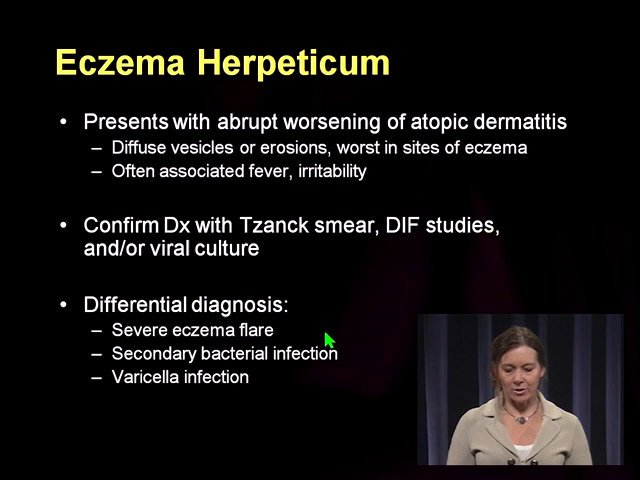 Eczema Herpeticum
• Presents with abrupt worsening of atopic dermatitis
– Diffuse vesicles or erosions, worst in sites of eczema
– Often associated fever, irritability
• Confirm Dx with Tzanck smear, DIF studies,
and/or viral culture
• Differential diagnosis:
– Severe eczema flare
– Secondary bacterial infection
– Varicella infection